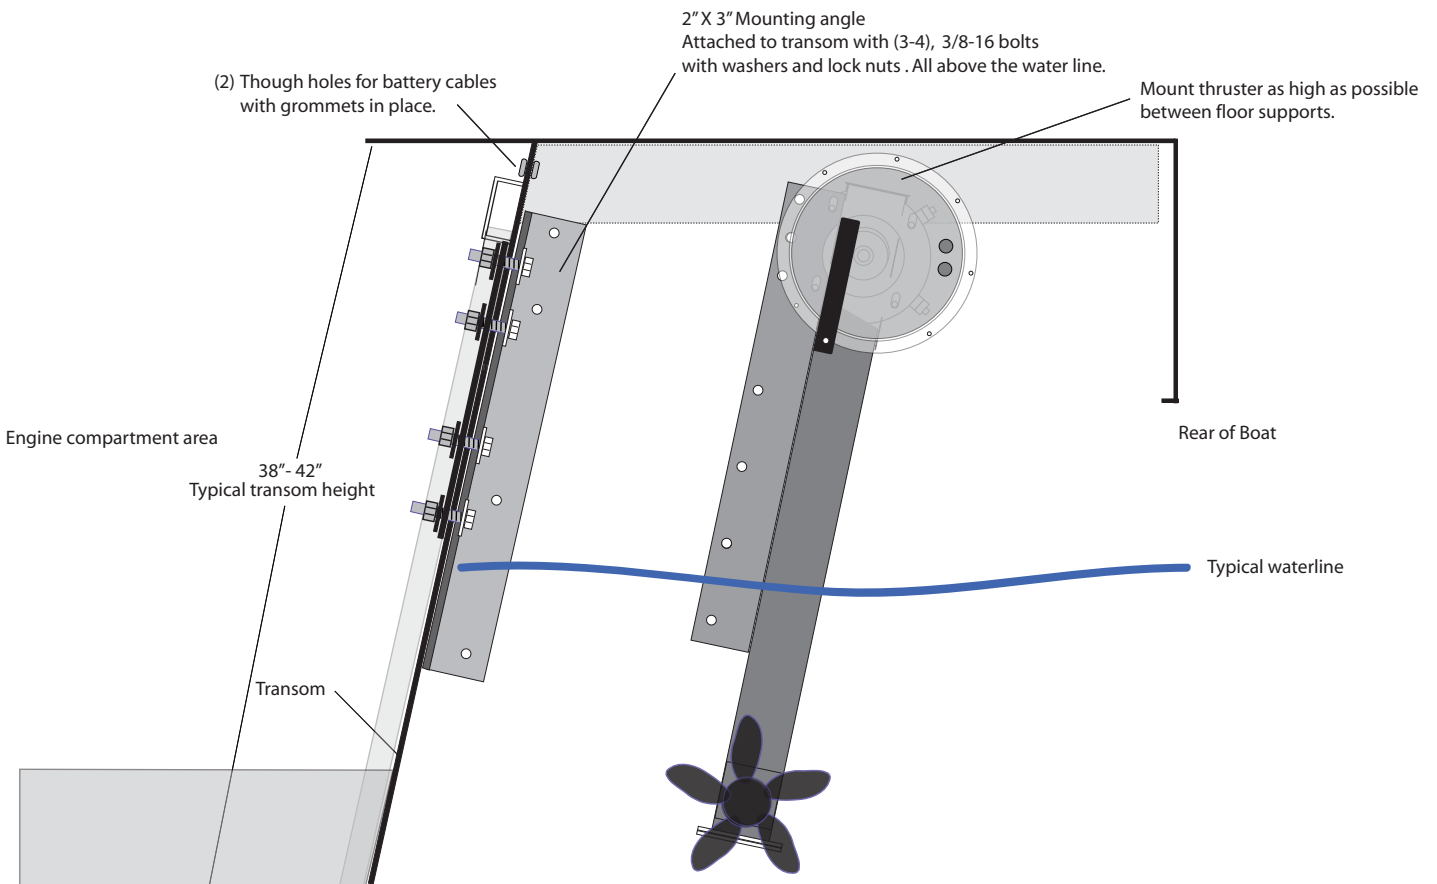 2” X 3” Mounting angle
Attached to transom with (3-4), 3/8-16 bolts
with washers and lock nuts . All above the water line.
(2) Though holes for battery cables
with grommets in place.
Mount thruster as high as possible
between floor supports.
Engine compartment area
38”- 42”
Typical transom height
Rear of Boat
Typical waterline
Transom